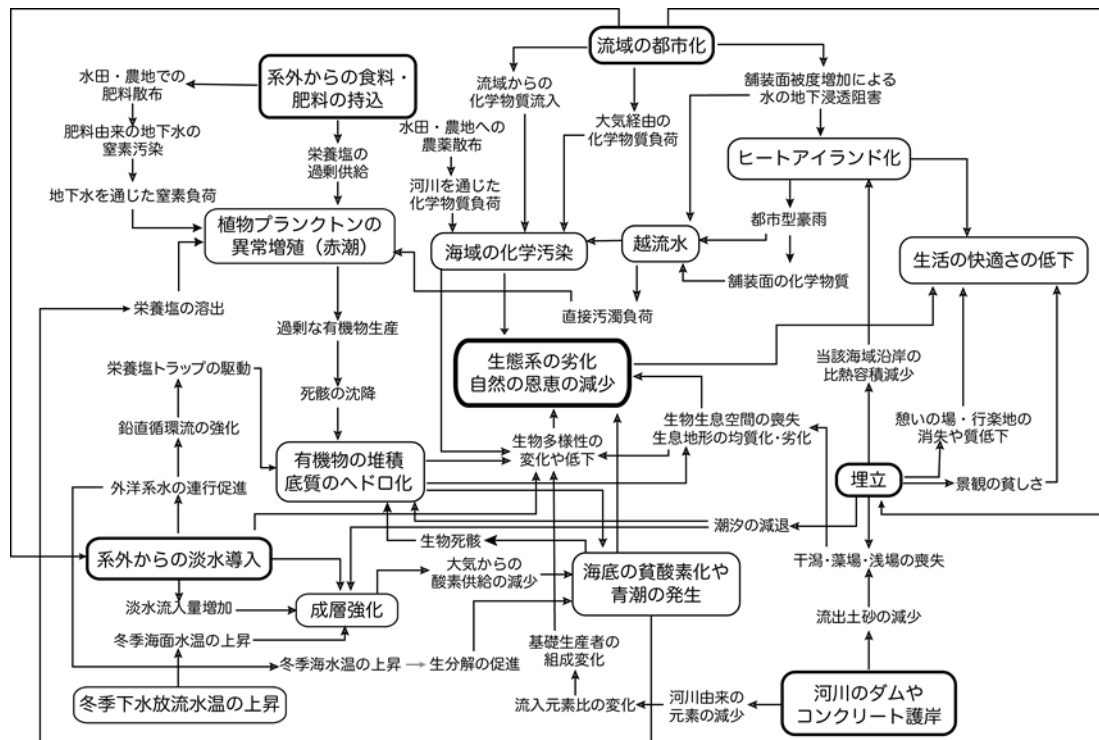 流域の都市化
系外からの食料・
肥料の持込
水田・農地での
肥料散布
流域からの
化学物質流入
舗装面被度増加による
水の地下浸透阻害
大気経由の
化学物質負荷
肥料由来の地下水の
窒素汚染
水田・農地への
農薬散布
栄養塩の
過剰供給
ヒートアイランド化
地下水を通じた窒素負荷
河川を通じた
化学物質負荷
植物プランクトンの
異常増殖（赤潮）
都市型豪雨
海域の化学汚染
越流水
生活の快適さの低下
舗装面の化学物質
栄養塩の溶出
直接汚濁負荷
過剰な有機物生産
生態系の劣化
自然の恩恵の減少
当該海域沿岸の
比熱容積減少
栄養塩トラップの駆動
死骸の沈降
生物生息空間の喪失
生息地形の均質化・劣化
憩いの場・行楽地の
消失や質低下
鉛直循環流の強化
生物多様性の
変化や低下
有機物の堆積
底質のヘドロ化
外洋系水の連行促進
埋立
景観の貧しさ
潮汐の減退
生物死骸
系外からの淡水導入
大気からの
酸素供給の減少
海底の貧酸素化や
青潮の発生
干潟・藻場・浅場の喪失
淡水流入量増加
成層強化
流出土砂の減少
冬季海面水温の上昇
基礎生産者の
組成変化
冬季海水温の上昇
生分解の促進
冬季下水放流水温の上昇
流入元素比の変化
河川由来の
元素の減少
河川のダムや
コンクリート護岸